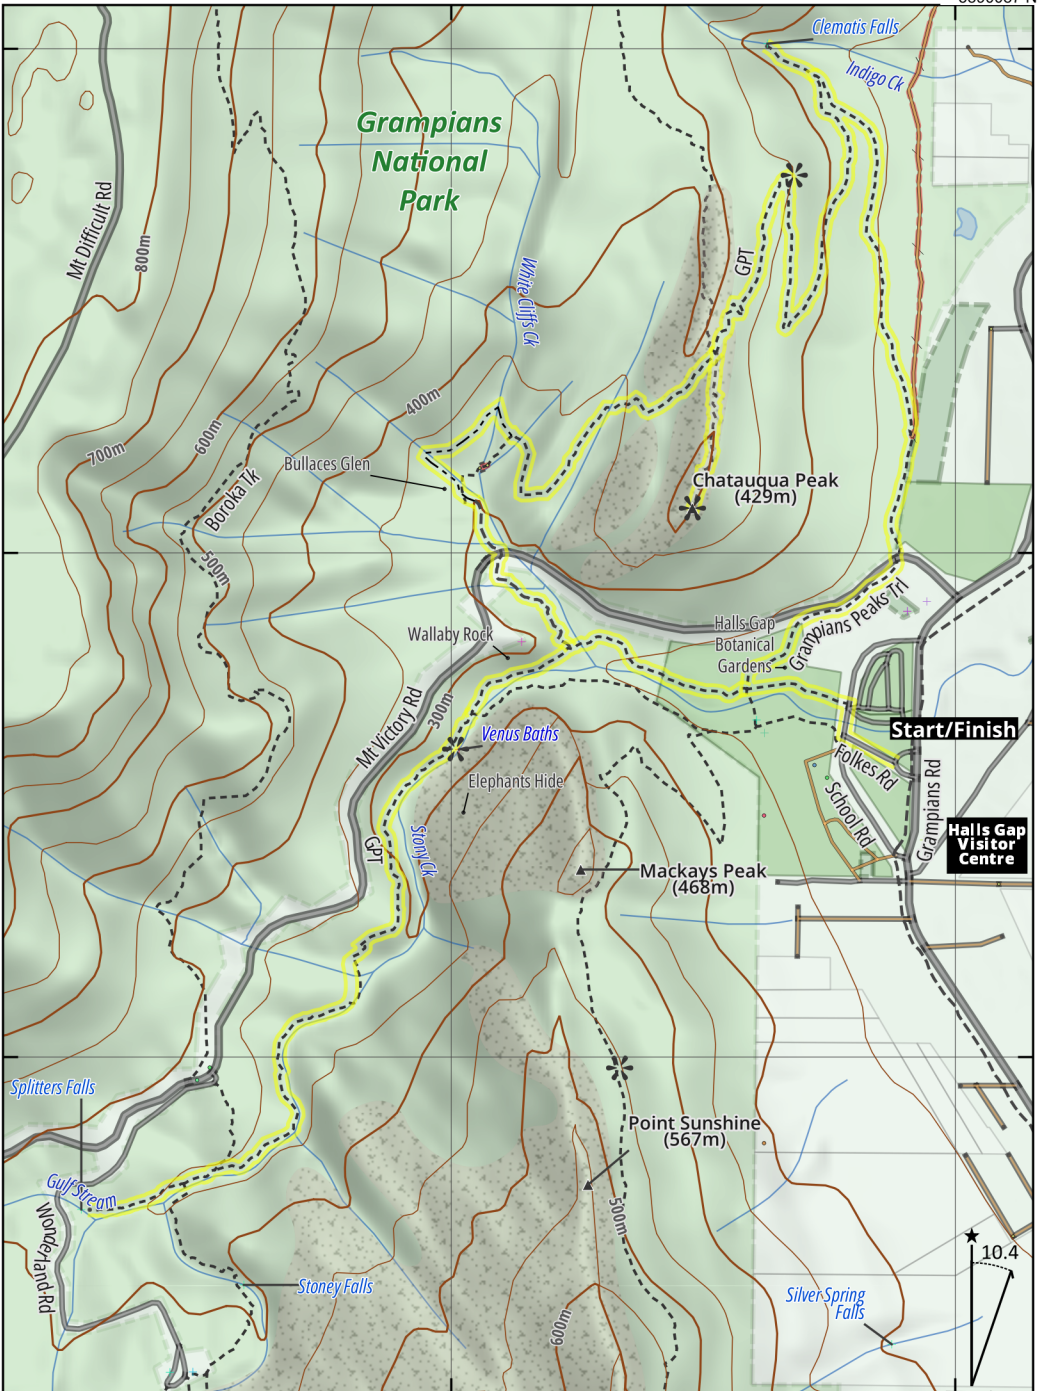 Clematis Falls
Indigo Ck
Grampians
National
Park
Mt Difficult Rd
800m
GPT
White Cliffs Ck
400m
700m
600m
Bullaces Glen
Boroka Tk
Chatauqua Peak
(429m)
500m
Grampians Peaks Trl
Halls Gap
Botanical
Gardens
Wallaby Rock
300m
Mt Victory Rd
Venus Baths
Start/Finish
Folkes Rd
Elephants Hide
School Rd
Grampians Rd
Halls Gap
Visitor
Centre
GPT
Stony Ck
Mackays Peak
(468m)
Splitters Falls
Point Sunshine
(567m)
Gulf Stream
500m
Wonderland Rd
10.4
Stoney Falls
Silver Spring
Falls
600m